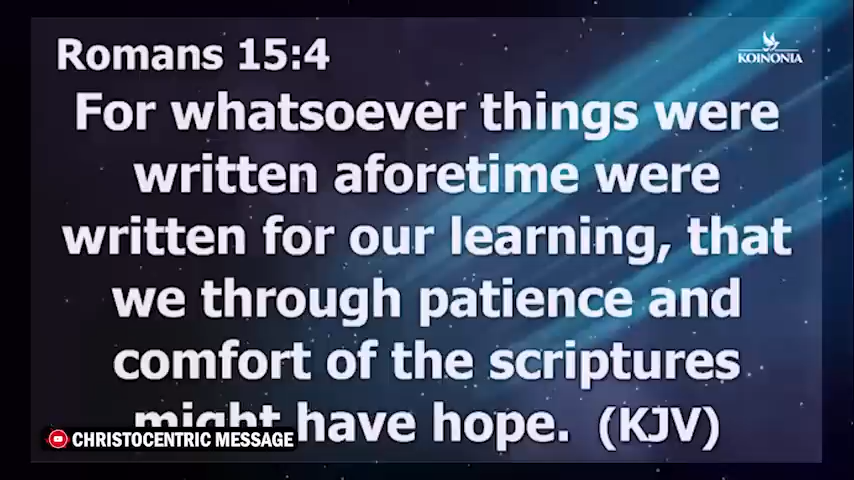 Romans 15:4
KOINONIA
For whatsoever things were
written aforetime were
written for our learning, that
we through patience and
comfort of the scriptures
might have hope. (KJV)
CHRISTOCENTRIC MESSAGE